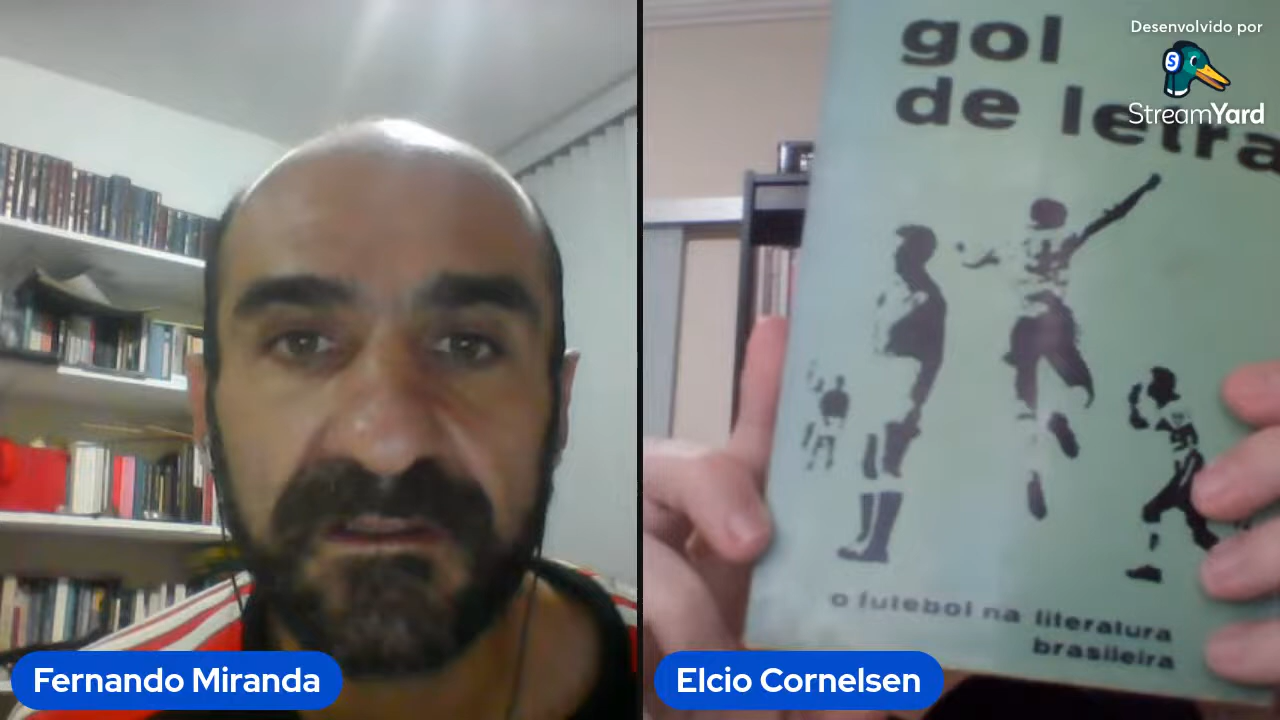 Desenvolvido por
StreamYard
gol
de letra
o futebol na literatura
brasileira
Fernando Miranda
Elcio Cornelsen